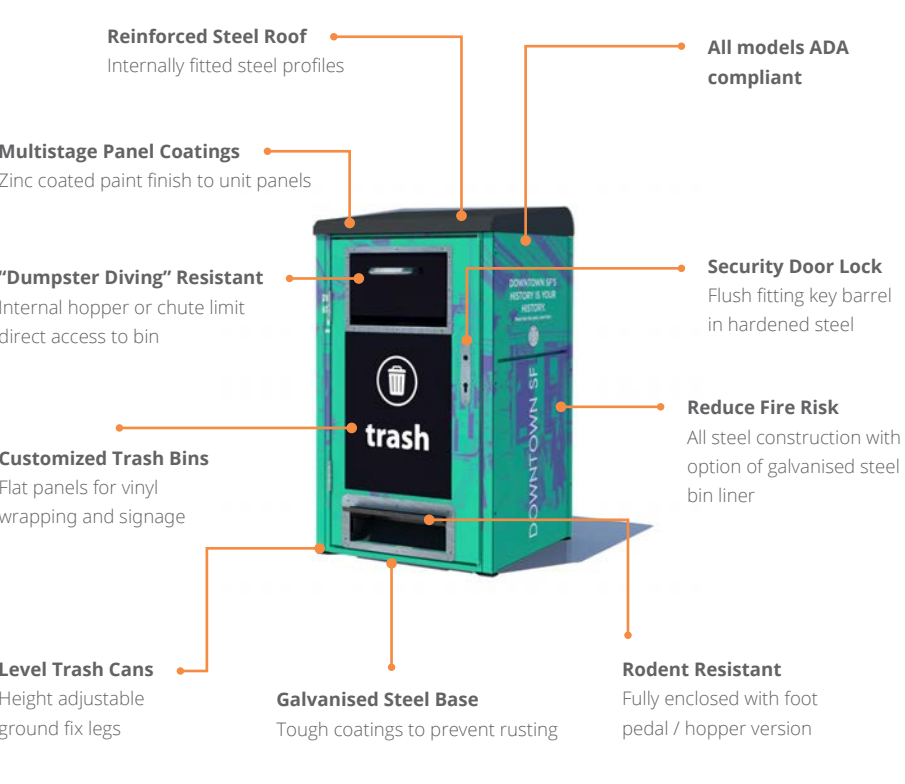 Reinforced Steel Roof
Internally fitted steel profiles
All models ADA
compliant
Multistage Panel Coatings
Zinc coated paint finish to unit panels
“Dumpster Diving” Resistant
Internal hopper or chute limit
direct access to bin
Security Door Lock
Flush fitting key barrel
in hardened steel
DOWNTOWN SF'S
HISTORY IS YOUR
HISTORY.
trash
DOWNTOWN SF
Reduce Fire Risk
All steel construction with
option of galvanised steel
bin liner
Customized Trash Bins
Flat panels for vinyl
wrapping and signage
Level Trash Cans
Height adjustable
ground fix legs
Galvanised Steel Base
Tough coatings to prevent rusting
Rodent Resistant
Fully enclosed with foot
pedal / hopper version